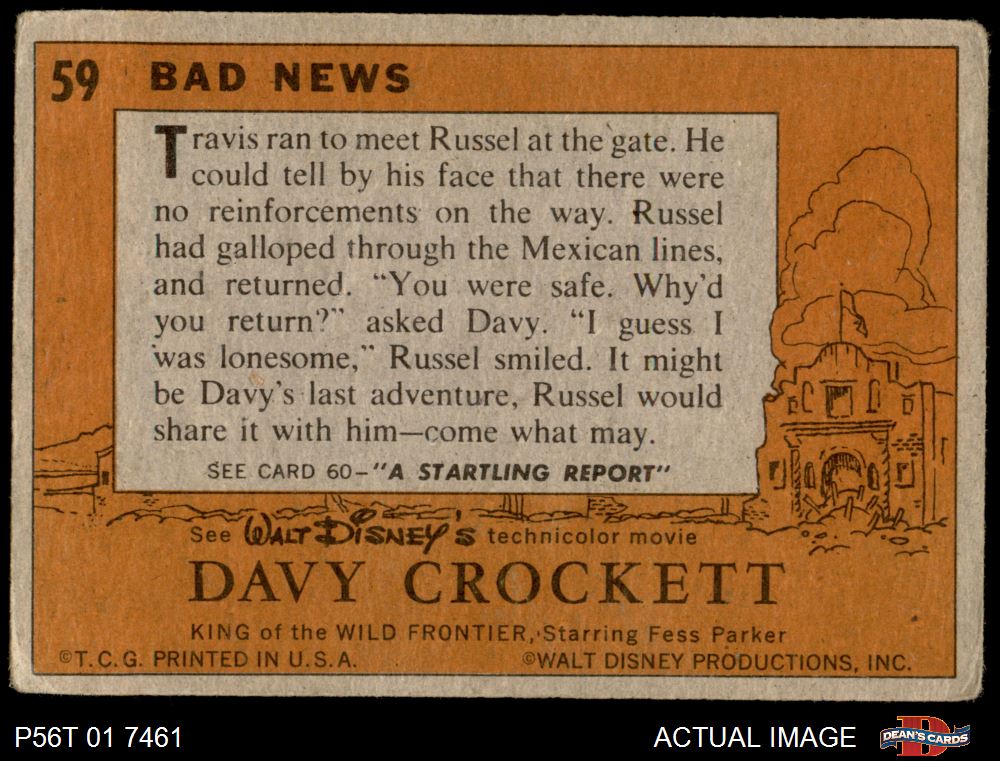 59 BAD NEWS
Travis ran to meet Russel at the gate. He
could tell by his face that there were
no reinforcements on the way. Russel
had galloped through the Mexican lines,
and returned. “You were safe. Why'd
you return?” asked Davy. “I guess I
was lonesome,” Russel smiled. It might
be Davy's last adventure, Russel would
share it with him—come what may.
SEE CARD 60—"A STARTLING REPORT"
See WALT DISNEY'S technicolor movie
DAVY CROCKETT
KING of the WILD FRONTIER, Starring Fess Parker
©T.C.G. PRINTED IN U.S.A. ©WALT DISNEY PRODUCTIONS, INC.
P56T 01 7461 ACTUAL IMAGE DEAN'S CARDS